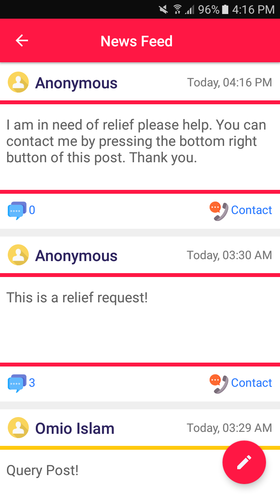 96% 4:16 PM
News Feed
Anonymous Today, 04:16 PM
I am in need of relief please help. You can
contact me by pressing the bottom right
button of this post. Thank you.
0 Contact
Anonymous Today, 03:30 AM
This is a relief request!
3 Contact
Omio Islam Today, 03:29 AM
Query Post!